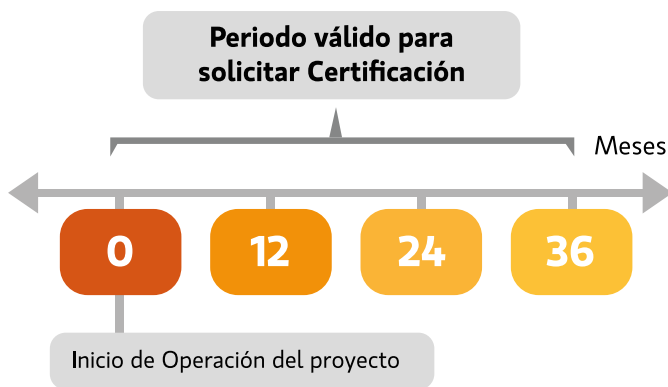 Periodo válido para
solicitar Certificación
Meses
0 12 24 36
Inicio de Operación del proyecto